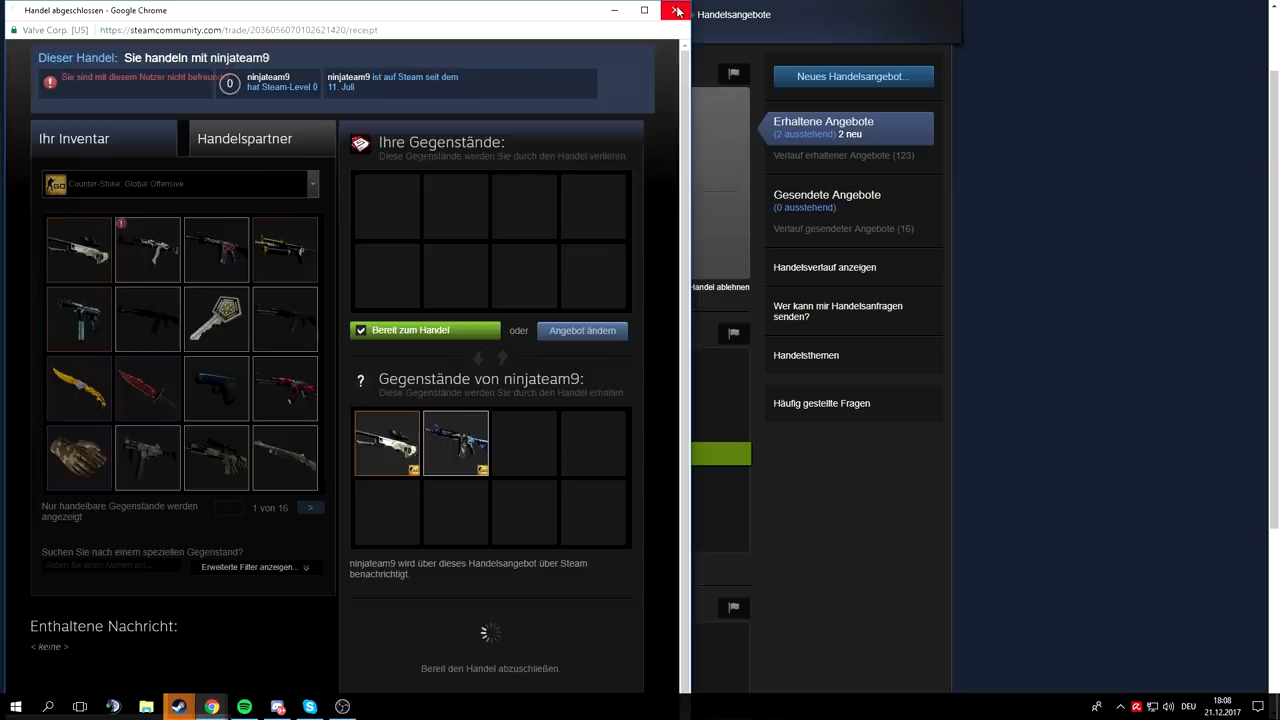 Handel abgeschlossen - Google Chrome
Valve Corp. [US]
https://steamcommunity.com/trade/2036056070102621420/receipt
Dieser Handel: Sie handeln mit ninjateam9
Sie sind mit diesem Nutzer nicht befreun
0
ninjateam9
hat Steam-Level 0
ninjateam9 ist auf Steam seit dem
11. Juli
Ihr Inventar
Handelspartner
Counter-Strike: Global Offensive
1
Nur handelbare Gegenstände werden
angezeigt
1 von 16
>
Suchen Sie nach einem speziellen Gegenstand?
Geben Sie einen Namen ein...
Erweiterte Filter anzeigen...
Enthaltene Nachricht:
< keine >
Ihre Gegenstände:
Diese Gegenstände werden Sie durch den Handel verlieren.
Bereit zum Handel
oder
Angebot ändern
?
Gegenstände von ninjateam9:
Diese Gegenstände werden Sie durch den Handel erhalten.
ninjateam9 wird über dieses Handelsangebot über Steam
benachrichtigt.
Bereit den Handel abzuschließen.
Handelsangebote
Handel ablehnen
Neues Handelsangebot...
Erhaltene Angebote
(2 ausstehend) 2 neu
Verlauf erhaltener Angebote (123)
Gesendete Angebote
(0 ausstehend)
Verlauf gesendeter Angebote (16)
Handelsverlauf anzeigen
Wer kann mir Handelsanfragen
senden?
Handelsthemen
Häufig gestellte Fragen
DEU
18:08
21.12.2017